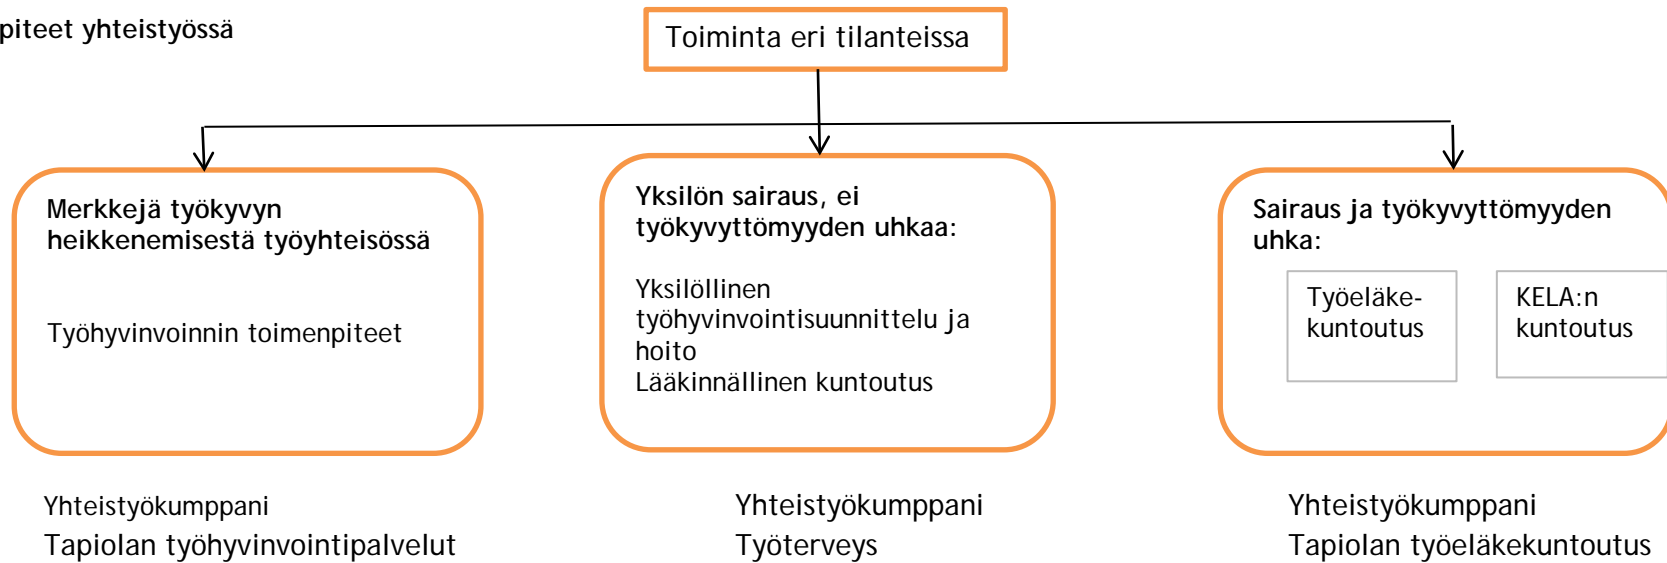 piteet yhteistyössä
Toiminta eri tilanteissa
Merkkejä työkyvyn
heikkenemisestä työyhteisössä
Työhyvinvoinnin toimenpiteet
Yksilön sairaus, ei
työkyvyttömyyden uhkaa:
Yksilöllinen
työhyvinvointisuunnittelu ja
hoito
Lääkinnällinen kuntoutus
Sairaus ja työkyvyttömyyden
uhka:
Työeläke-
kuntoutus
KELA:n
kuntoutus
Yhteistyökumppani
Tapiolan työhyvinvointipalvelut
Yhteistyökumppani
Työterveys
Yhteistyökumppani
Tapiolan työeläkekuntoutus